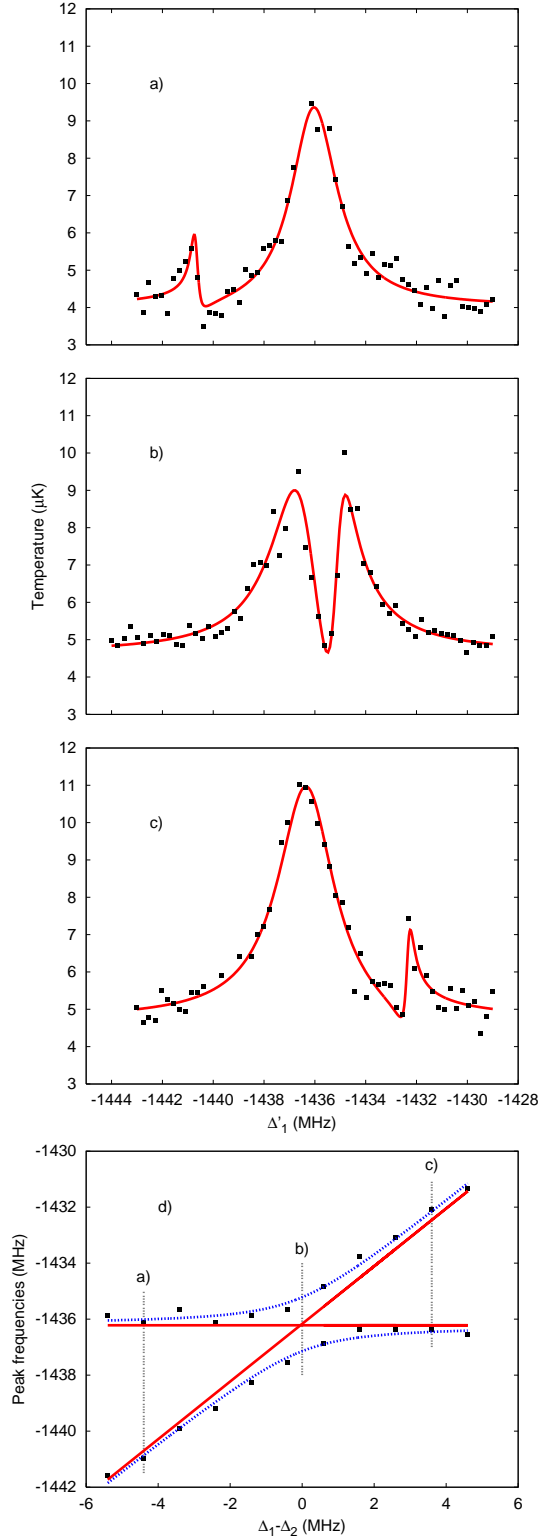 12
11
10
9
8
7
6
5
4
3
a)
12
11
10
9
8
7
6
5
4
3
b)
Temperature (μK)
12
11
10
9
8
7
6
5
4
3
c)
-1444 -1442 -1440 -1438 -1436 -1434 -1432 -1430 -1428
Δ'₁ (MHz)
-1430
-1432
-1434
-1436
-1438
-1440
-1442
Peak frequencies (MHz)
c)
d)
b)
a)
-6 -4 -2 0 2 4 6
Δ₁-Δ₂ (MHz)